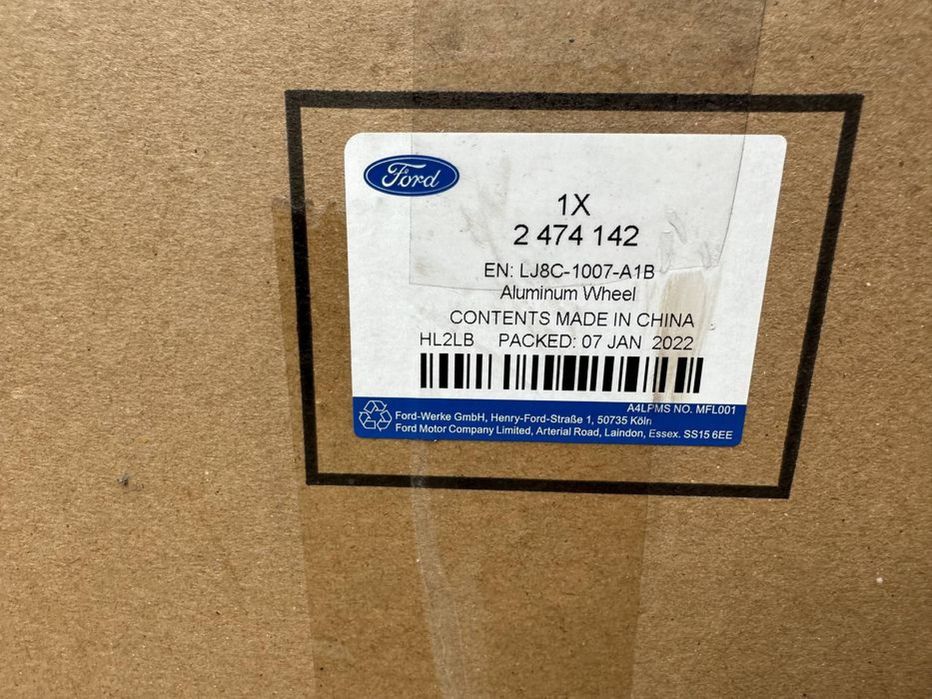 Ford
1X
2 474 142
EN: LJ8C-1007-A1B
Aluminum Wheel
CONTENTS MADE IN CHINA
HL2LB PACKED: 07 JAN 2022
A4LPMS NO. MFL001
Ford-Werke GmbH, Henry-Ford-Straße 1, 50735 Köln
Ford Motor Company Limited, Arterial Road, Laindon, Essex. SS15 6EE